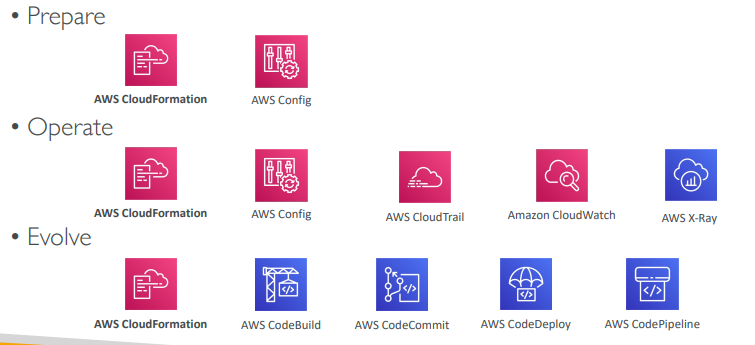 • Prepare
AWS CloudFormation AWS Config
• Operate
AWS CloudFormation AWS Config AWS CloudTrail Amazon CloudWatch AWS X-Ray
• Evolve
AWS CloudFormation AWS CodeBuild AWS CodeCommit AWS CodeDeploy AWS CodePipeline